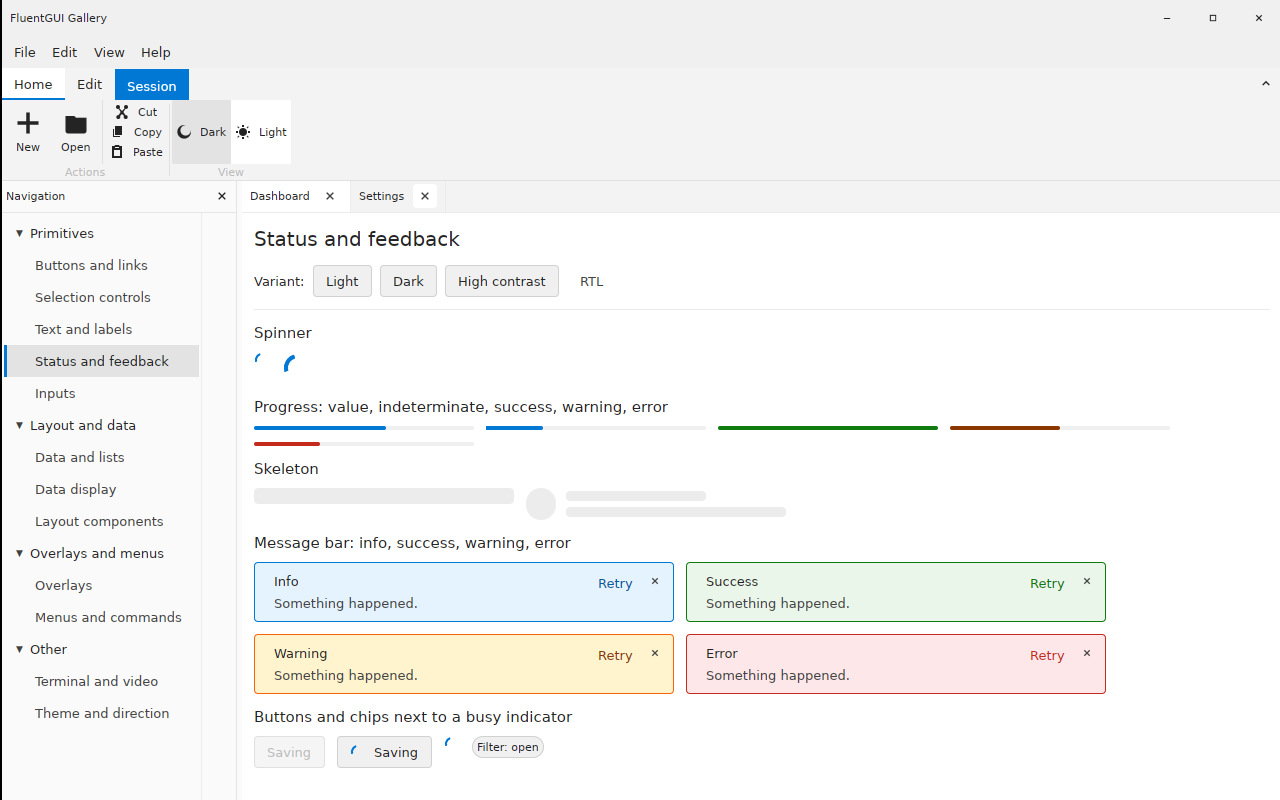 FluentGUI Gallery
File Edit View Help
Home Edit Session
New Open Cut Copy Paste Dark Light
Actions View
Navigation
Dashboard Settings
Primitives
Buttons and links
Selection controls
Text and labels
Status and feedback
Inputs
Layout and data
Data and lists
Data display
Layout components
Overlays and menus
Overlays
Menus and commands
Other
Terminal and video
Theme and direction
Status and feedback
Variant: Light Dark High contrast RTL
Spinner
Progress: value, indeterminate, success, warning, error
Skeleton
Message bar: info, success, warning, error
Info Retry
Something happened.
Success Retry
Something happened.
Warning Retry
Something happened.
Error Retry
Something happened.
Buttons and chips next to a busy indicator
Saving Saving Filter: open